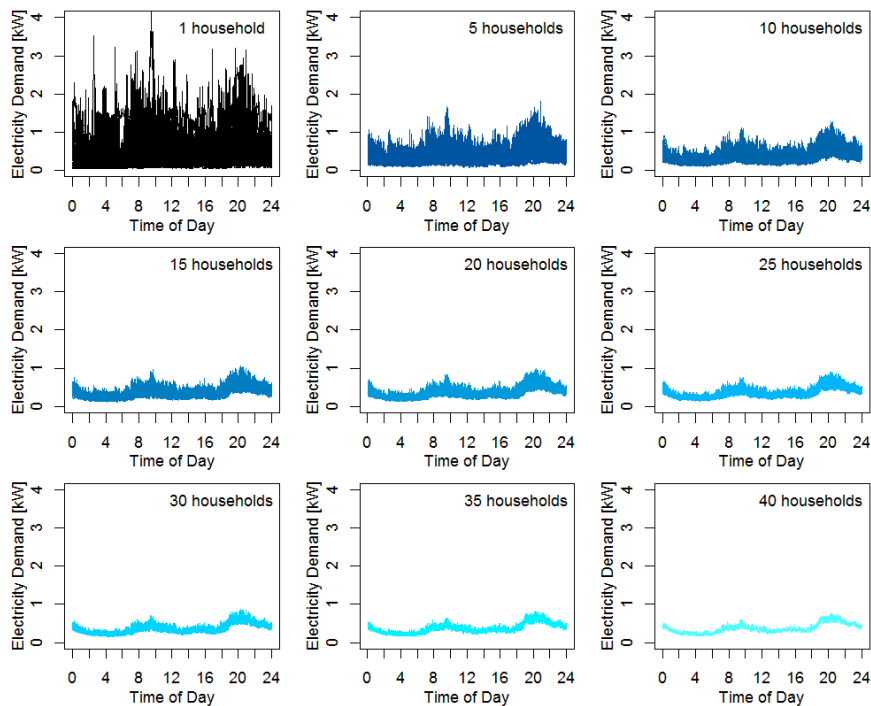 1 household
Electricity Demand [kW]
4
3
2
1
0
0 4 8 12 16 20 24
Time of Day
5 households
Electricity Demand [kW]
4
3
2
1
0
0 4 8 12 16 20 24
Time of Day
10 households
Electricity Demand [kW]
4
3
2
1
0
0 4 8 12 16 20 24
Time of Day
15 households
Electricity Demand [kW]
4
3
2
1
0
0 4 8 12 16 20 24
Time of Day
20 households
Electricity Demand [kW]
4
3
2
1
0
0 4 8 12 16 20 24
Time of Day
25 households
Electricity Demand [kW]
4
3
2
1
0
0 4 8 12 16 20 24
Time of Day
30 households
Electricity Demand [kW]
4
3
2
1
0
0 4 8 12 16 20 24
Time of Day
35 households
Electricity Demand [kW]
4
3
2
1
0
0 4 8 12 16 20 24
Time of Day
40 households
Electricity Demand [kW]
4
3
2
1
0
0 4 8 12 16 20 24
Time of Day